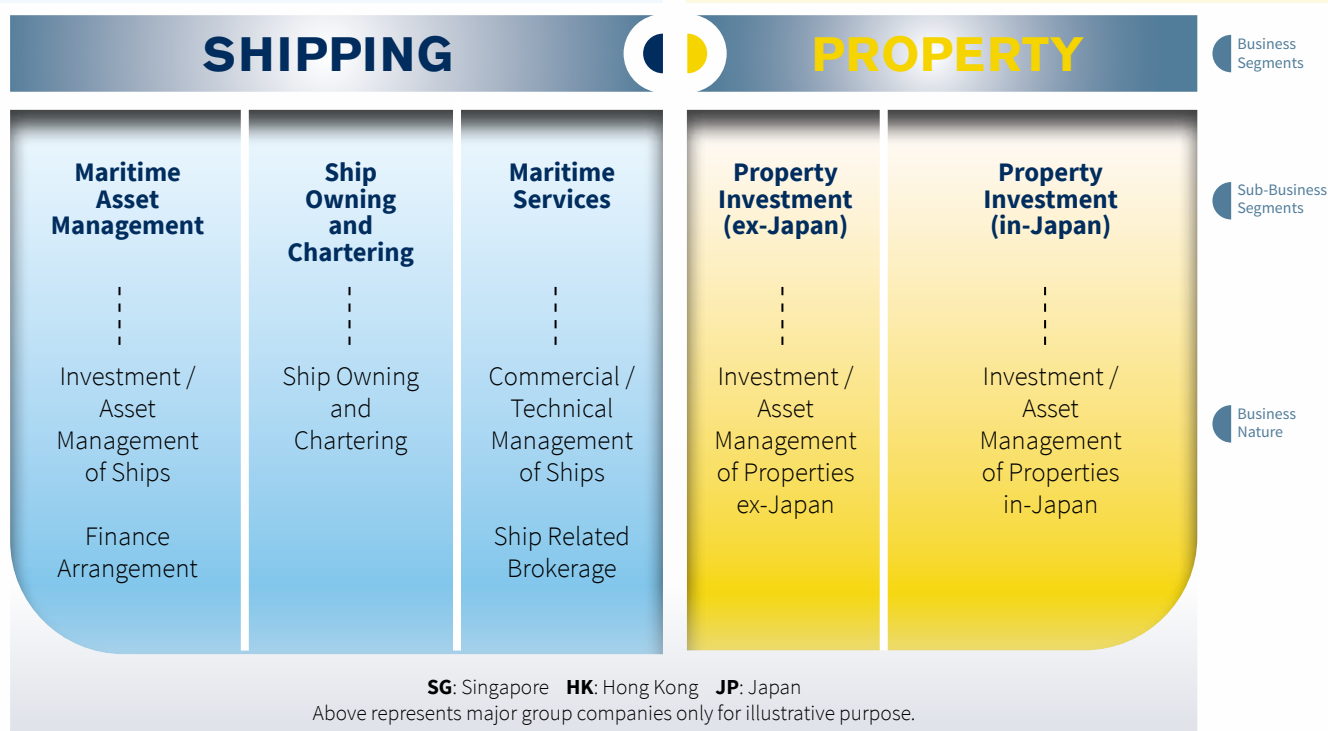 SHIPPING
PROPERTY
Business
Segments
Maritime
Asset
Management
Ship
Owning
and
Chartering
Maritime
Services
Property
Investment
(ex-Japan)
Property
Investment
(in-Japan)
Sub-Business
Segments
Investment /
Asset
Management
of Ships
Finance
Arrangement
Ship Owning
and
Chartering
Commercial /
Technical
Management
of Ships
Ship Related
Brokerage
Investment /
Asset
Management
of Properties
ex-Japan
Investment /
Asset
Management
of Properties
in-Japan
Business
Nature
SG: Singapore HK: Hong Kong JP: Japan
Above represents major group companies only for illustrative purpose.